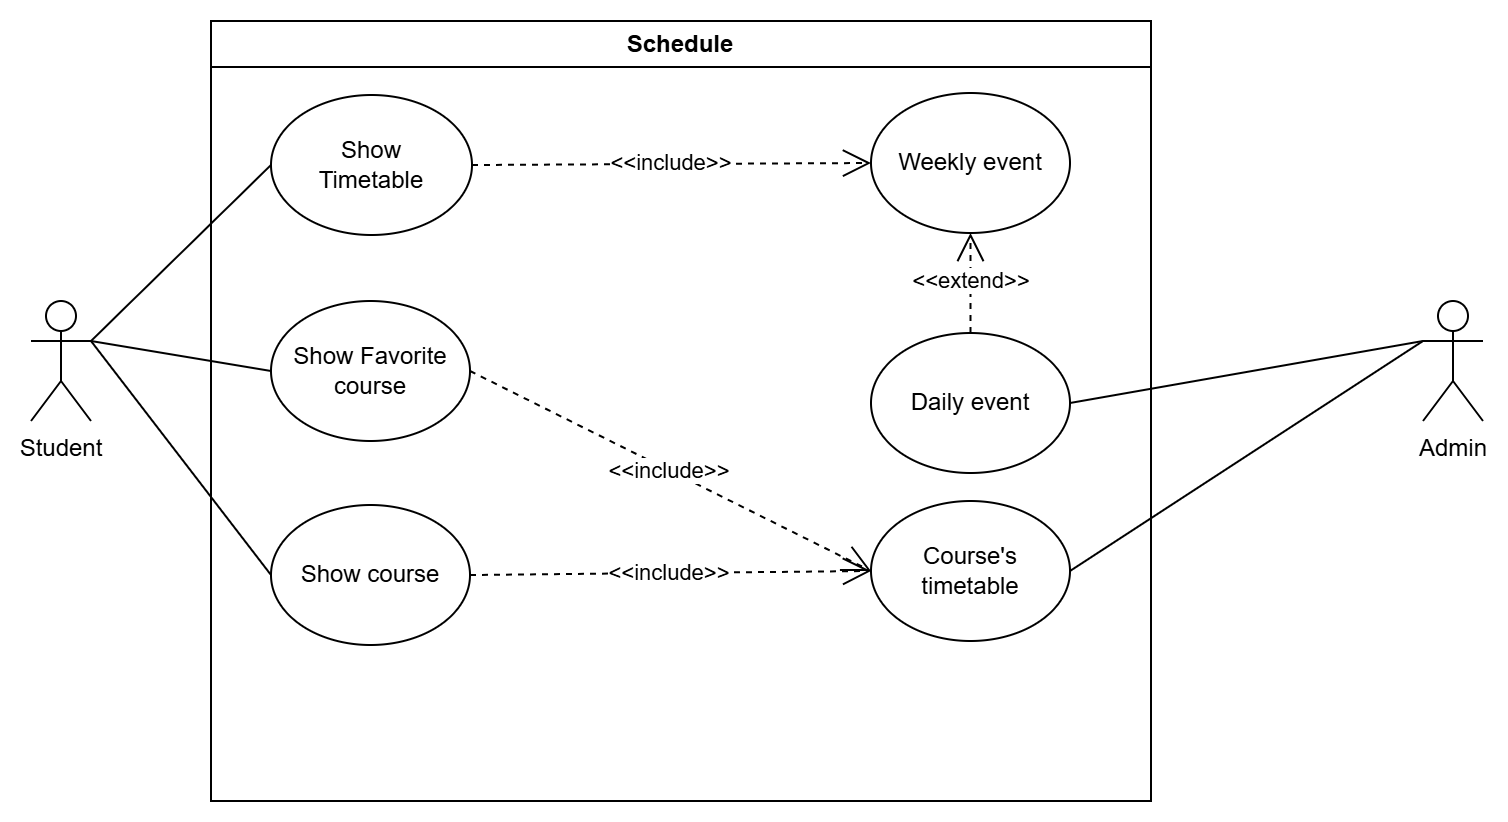 Schedule
Show
Timetable
<<include>>
Weekly event
<<extend>>
Show Favorite
course
Daily event
Student
Admin
<<include>>
Show course
<<include>>
Course's
timetable